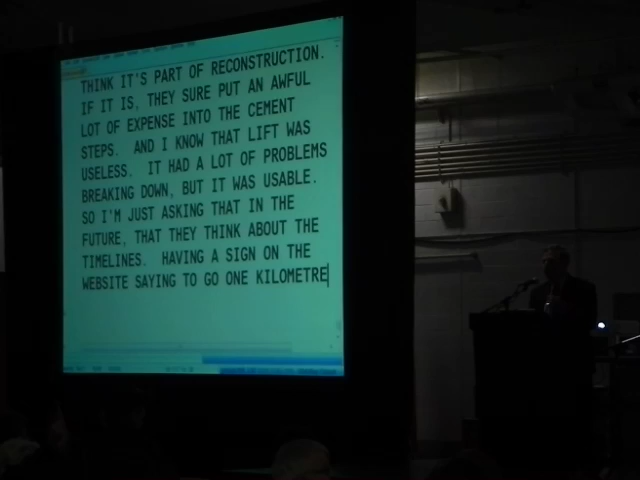 THINK IT'S PART OF RECONSTRUCTION.
IF IT IS, THEY SURE PUT AN AWFUL
LOT OF EXPENSE INTO THE CEMENT
STEPS. AND I KNOW THAT LIFT WAS
USELESS. IT HAD A LOT OF PROBLEMS
BREAKING DOWN, BUT IT WAS USABLE.
SO I'M JUST ASKING THAT IN THE
FUTURE, THAT THEY THINK ABOUT THE
TIMELINES. HAVING A SIGN ON THE
WEBSITE SAYING TO GO ONE KILOMETRE